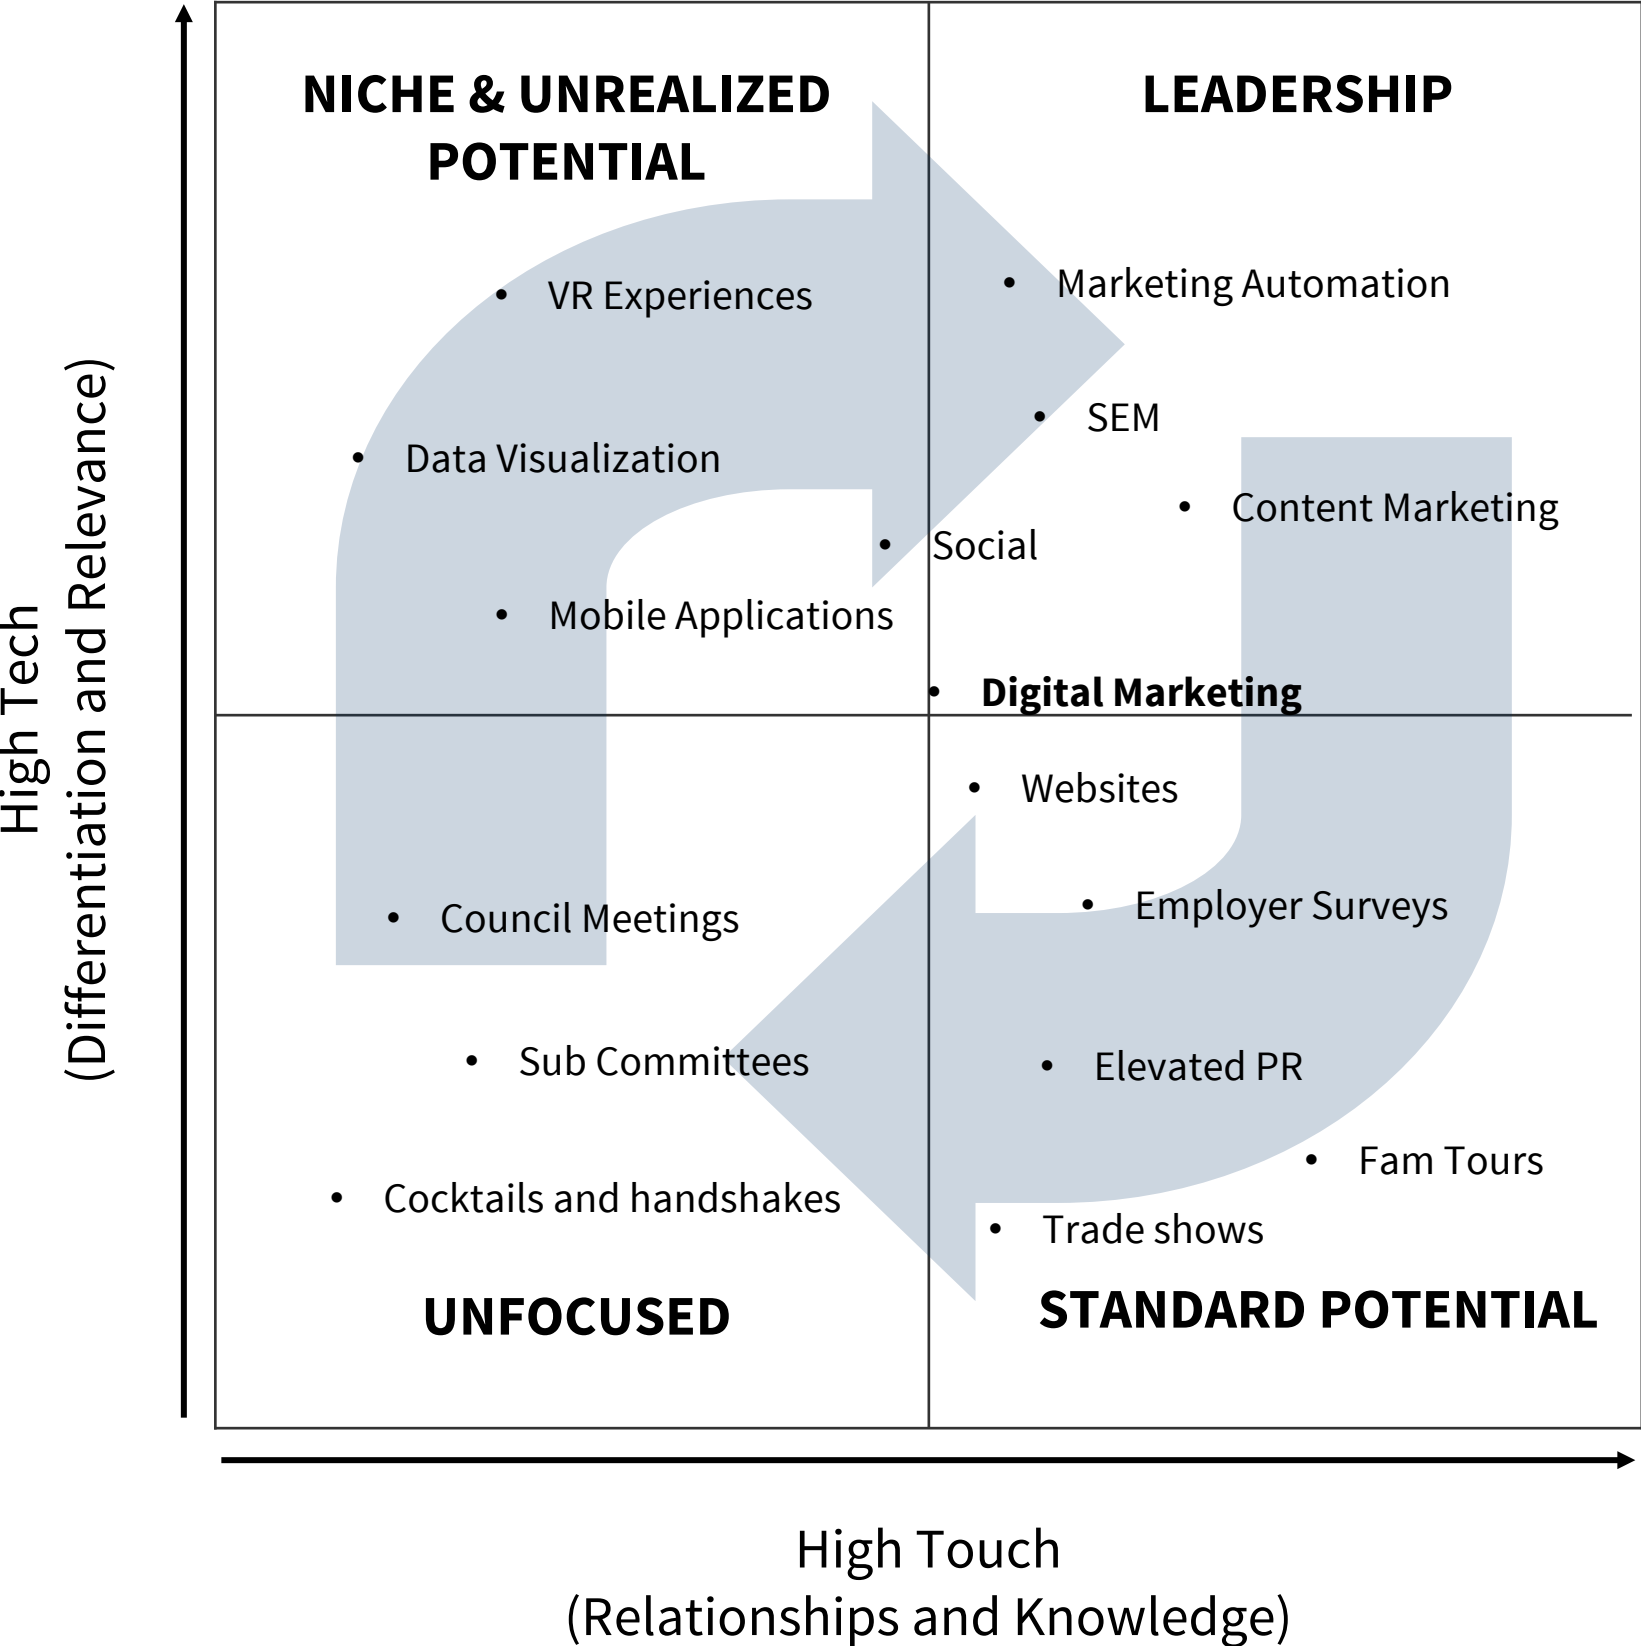 NICHE & UNREALIZED
POTENTIAL
LEADERSHIP
• VR Experiences
• Marketing Automation
• SEM
• Data Visualization
• Content Marketing
• Social
• Mobile Applications
• Digital Marketing
High Tech
(Differentiation and Relevance)
• Websites
• Employer Surveys
• Council Meetings
• Sub Committees
• Elevated PR
• Fam Tours
• Cocktails and handshakes
• Trade shows
UNFOCUSED
STANDARD POTENTIAL
High Touch
(Relationships and Knowledge)